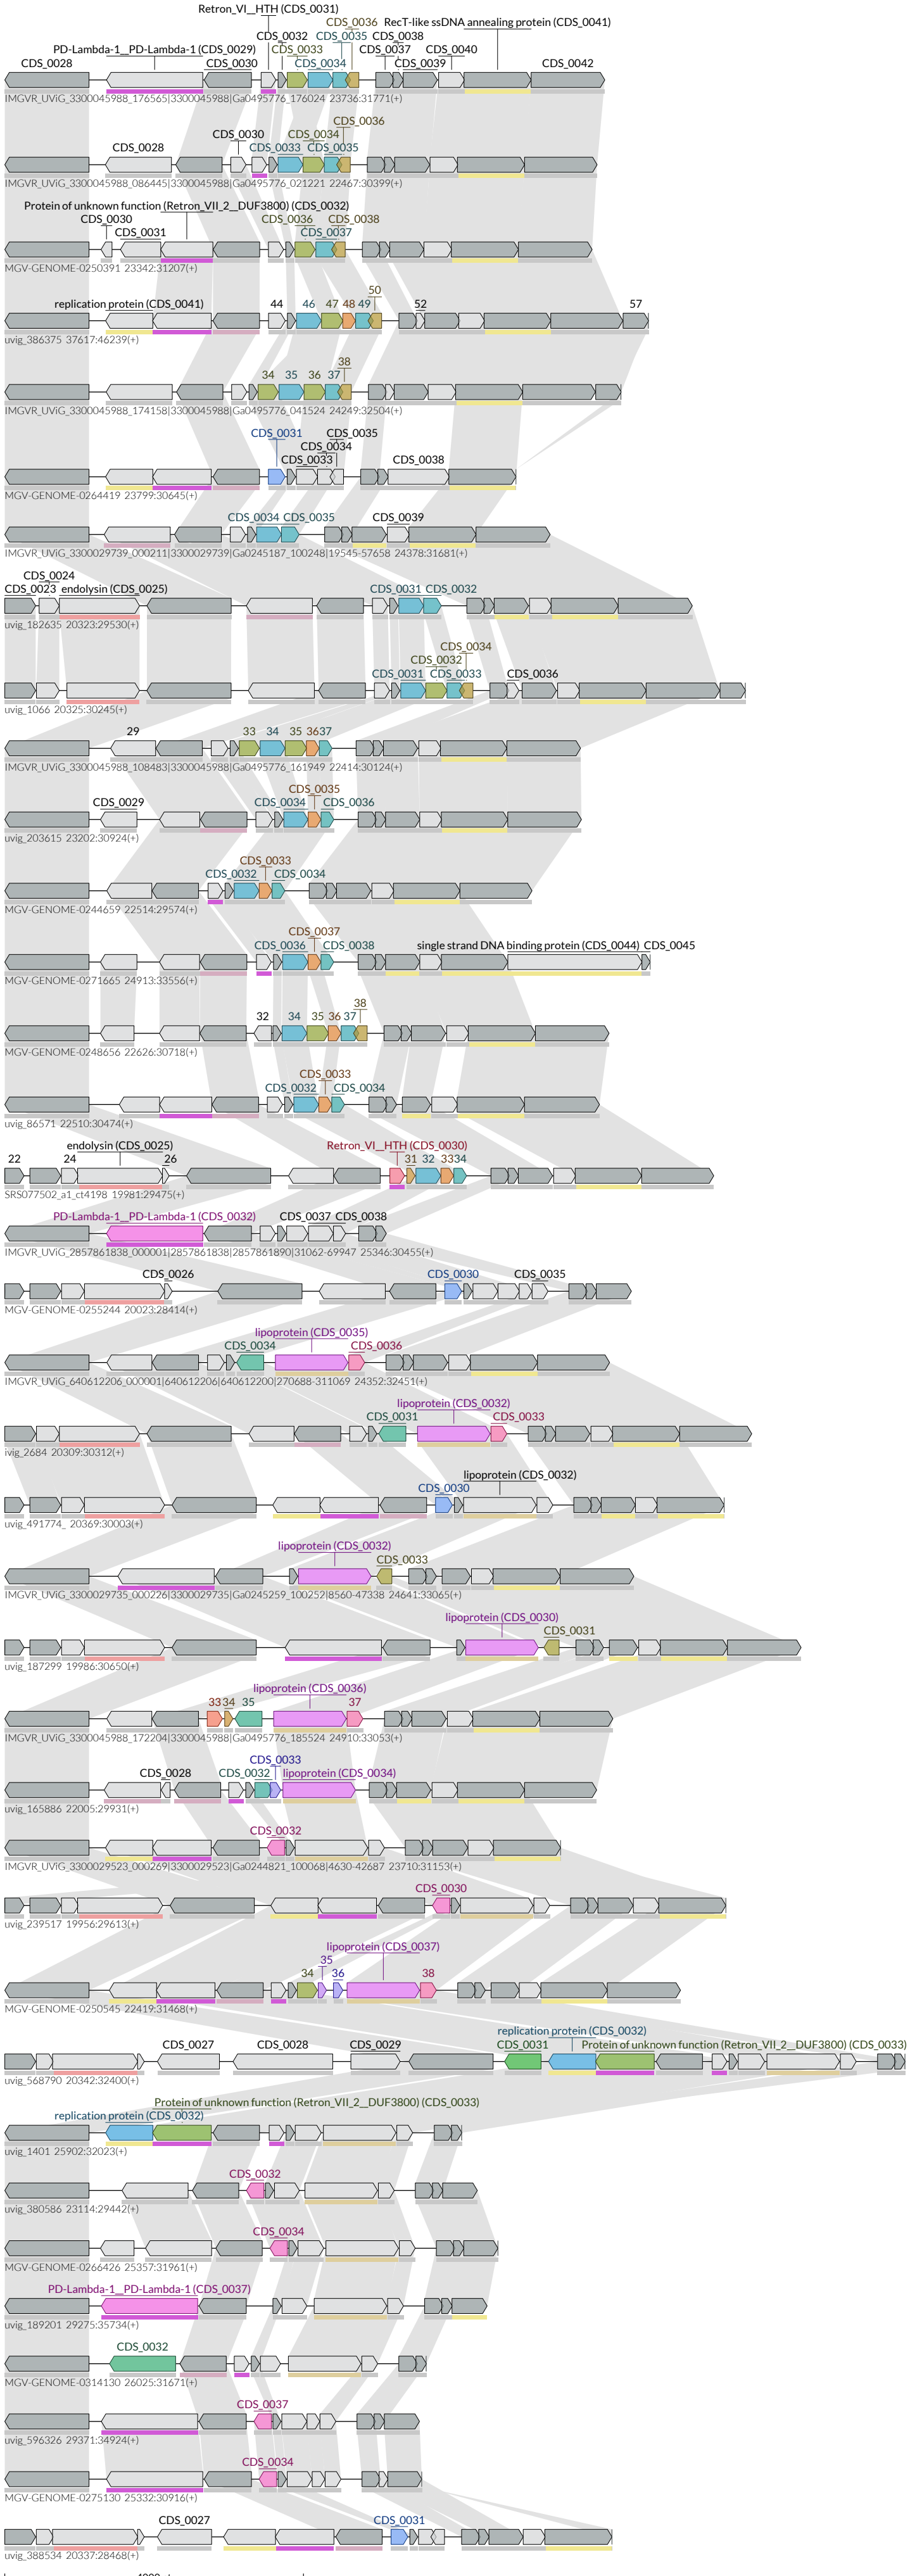 Retron_VI__HTH (CDS_0031)
CDS_0036
RecT-like ssDNA annealing protein (CDS_0041)
CDS_0032 CDS_0035 CDS_0038
PD-Lambda-1__PD-Lambda-1 (CDS_0029) CDS_0033 CDS_0037 CDS_0040
CDS_0028 CDS_0030 CDS_0034 CDS_0039 CDS_0042
IMGVR_UViG_3300045988_176565|3300045988|Ga0495776_176024 23736:31771(+)
CDS_0036
CDS_0030 CDS_0034
CDS_0028 CDS_0033 CDS_0035
IMGVR_UViG_3300045988_086445|3300045988|Ga0495776_021221 22467:30399(+)
Protein of unknown function (Retron_VII_2__DUF3800) (CDS_0032)
CDS_0030 CDS_0036 CDS_0038
CDS_0031 CDS_0037
MGV-GENOME-0250391 23342:31207(+)
50
replication protein (CDS_0041) 44 46 47 48 49 52 57
uvig_386375 37617:46239(+)
38
34 35 36 37
IMGVR_UViG_3300045988_174158|3300045988|Ga0495776_041524 24249:32504(+)
CDS_0031 CDS_0035
CDS_0034
CDS_0033 CDS_0038
MGV-GENOME-0264419 23799:30645(+)
CDS_0034 CDS_0035 CDS_0039
IMGVR_UViG_3300029739_000211|3300029739|Ga0245187_100248|19545-57658 24378:31681(+)
CDS_0024
CDS_0023 endolysin (CDS_0025) CDS_0031 CDS_0032
uvig_182635 20323:29530(+)
CDS_0034
CDS_0032
CDS_0031 CDS_0033 CDS_0036
uvig_1066 20325:30245(+)
29 33 34 35 36 37
IMGVR_UViG_3300045988_108483|3300045988|Ga0495776_161949 22414:30124(+)
CDS_0035
CDS_0029 CDS_0034 CDS_0036
uvig_203615 23202:30924(+)
CDS_0033
CDS_0032 CDS_0034
MGV-GENOME-0244659 22514:29574(+)
CDS_0037
CDS_0036 CDS_0038 single strand DNA binding protein (CDS_0044) CDS_0045
MGV-GENOME-0271665 24913:33556(+)
38
32 34 35 36 37
MGV-GENOME-0248656 22626:30718(+)
CDS_0033
CDS_0032 CDS_0034
uvig_86571 22510:30474(+)
endolysin (CDS_0025) Retron_VI__HTH (CDS_0030)
22 24 26 31 32 33 34
SRS077502_a1_ct4198 19981:29475(+)
PD-Lambda-1__PD-Lambda-1 (CDS_0032) CDS_0037 CDS_0038
IMGVR_UViG_2857861838_000001|2857861838|2857861890|31062-69947 25346:30455(+)
CDS_0026 CDS_0030 CDS_0035
MGV-GENOME-0255244 20023:28414(+)
lipoprotein (CDS_0035)
CDS_0034 CDS_0036
IMGVR_UViG_640612206_000001|640612206|640612200|270688-311069 24352:32451(+)
lipoprotein (CDS_0032)
CDS_0031 CDS_0033
ivig_2684 20309:30312(+)
lipoprotein (CDS_0032)
CDS_0030
uvig_491774_ 20369:30003(+)
lipoprotein (CDS_0032)
CDS_0033
IMGVR_UViG_3300029735_000226|3300029735|Ga0245259_100252|8560-47338 24641:33065(+)
lipoprotein (CDS_0030)
CDS_0031
uvig_187299 19986:30650(+)
lipoprotein (CDS_0036)
33 34 35 37
IMGVR_UViG_3300045988_172204|3300045988|Ga0495776_185524 24910:33053(+)
CDS_0033
CDS_0028 CDS_0032 lipoprotein (CDS_0034)
uvig_165886 22005:29931(+)
CDS_0032
IMGVR_UViG_3300029523_000269|3300029523|Ga0244821_100068|4630-42687 23710:31153(+)
CDS_0030
uvig_239517 19956:29613(+)
lipoprotein (CDS_0037)
35
34 36 38
MGV-GENOME-0250545 22419:31468(+)
replication protein (CDS_0032)
CDS_0027 CDS_0028 CDS_0029 CDS_0031 Protein of unknown function (Retron_VII_2__DUF3800) (CDS_0033)
uvig_568790 20342:32400(+)
Protein of unknown function (Retron_VII_2__DUF3800) (CDS_0033)
replication protein (CDS_0032)
uvig_1401 25902:32023(+)
CDS_0032
uvig_380586 23114:29442(+)
CDS_0034
MGV-GENOME-0266426 25357:31961(+)
PD-Lambda-1__PD-Lambda-1 (CDS_0037)
uvig_189201 29275:35734(+)
CDS_0032
MGV-GENOME-0314130 26025:31671(+)
CDS_0037
uvig_596326 29371:34924(+)
CDS_0034
MGV-GENOME-0275130 25332:30916(+)
CDS_0027 CDS_0031
uvig_388534 20337:28468(+)